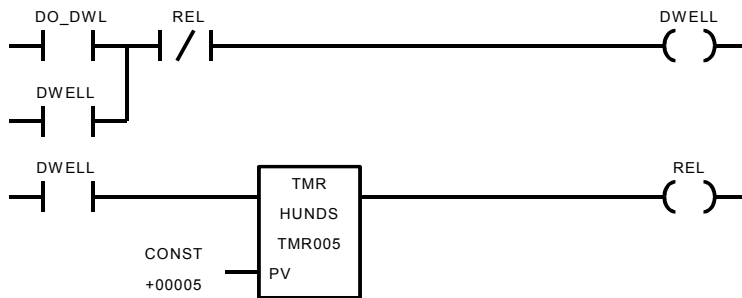 DO_DWL REL DWELL
DWELL
DWELL REL
TMR
HUNDS
TMR005
CONST
PV
+00005